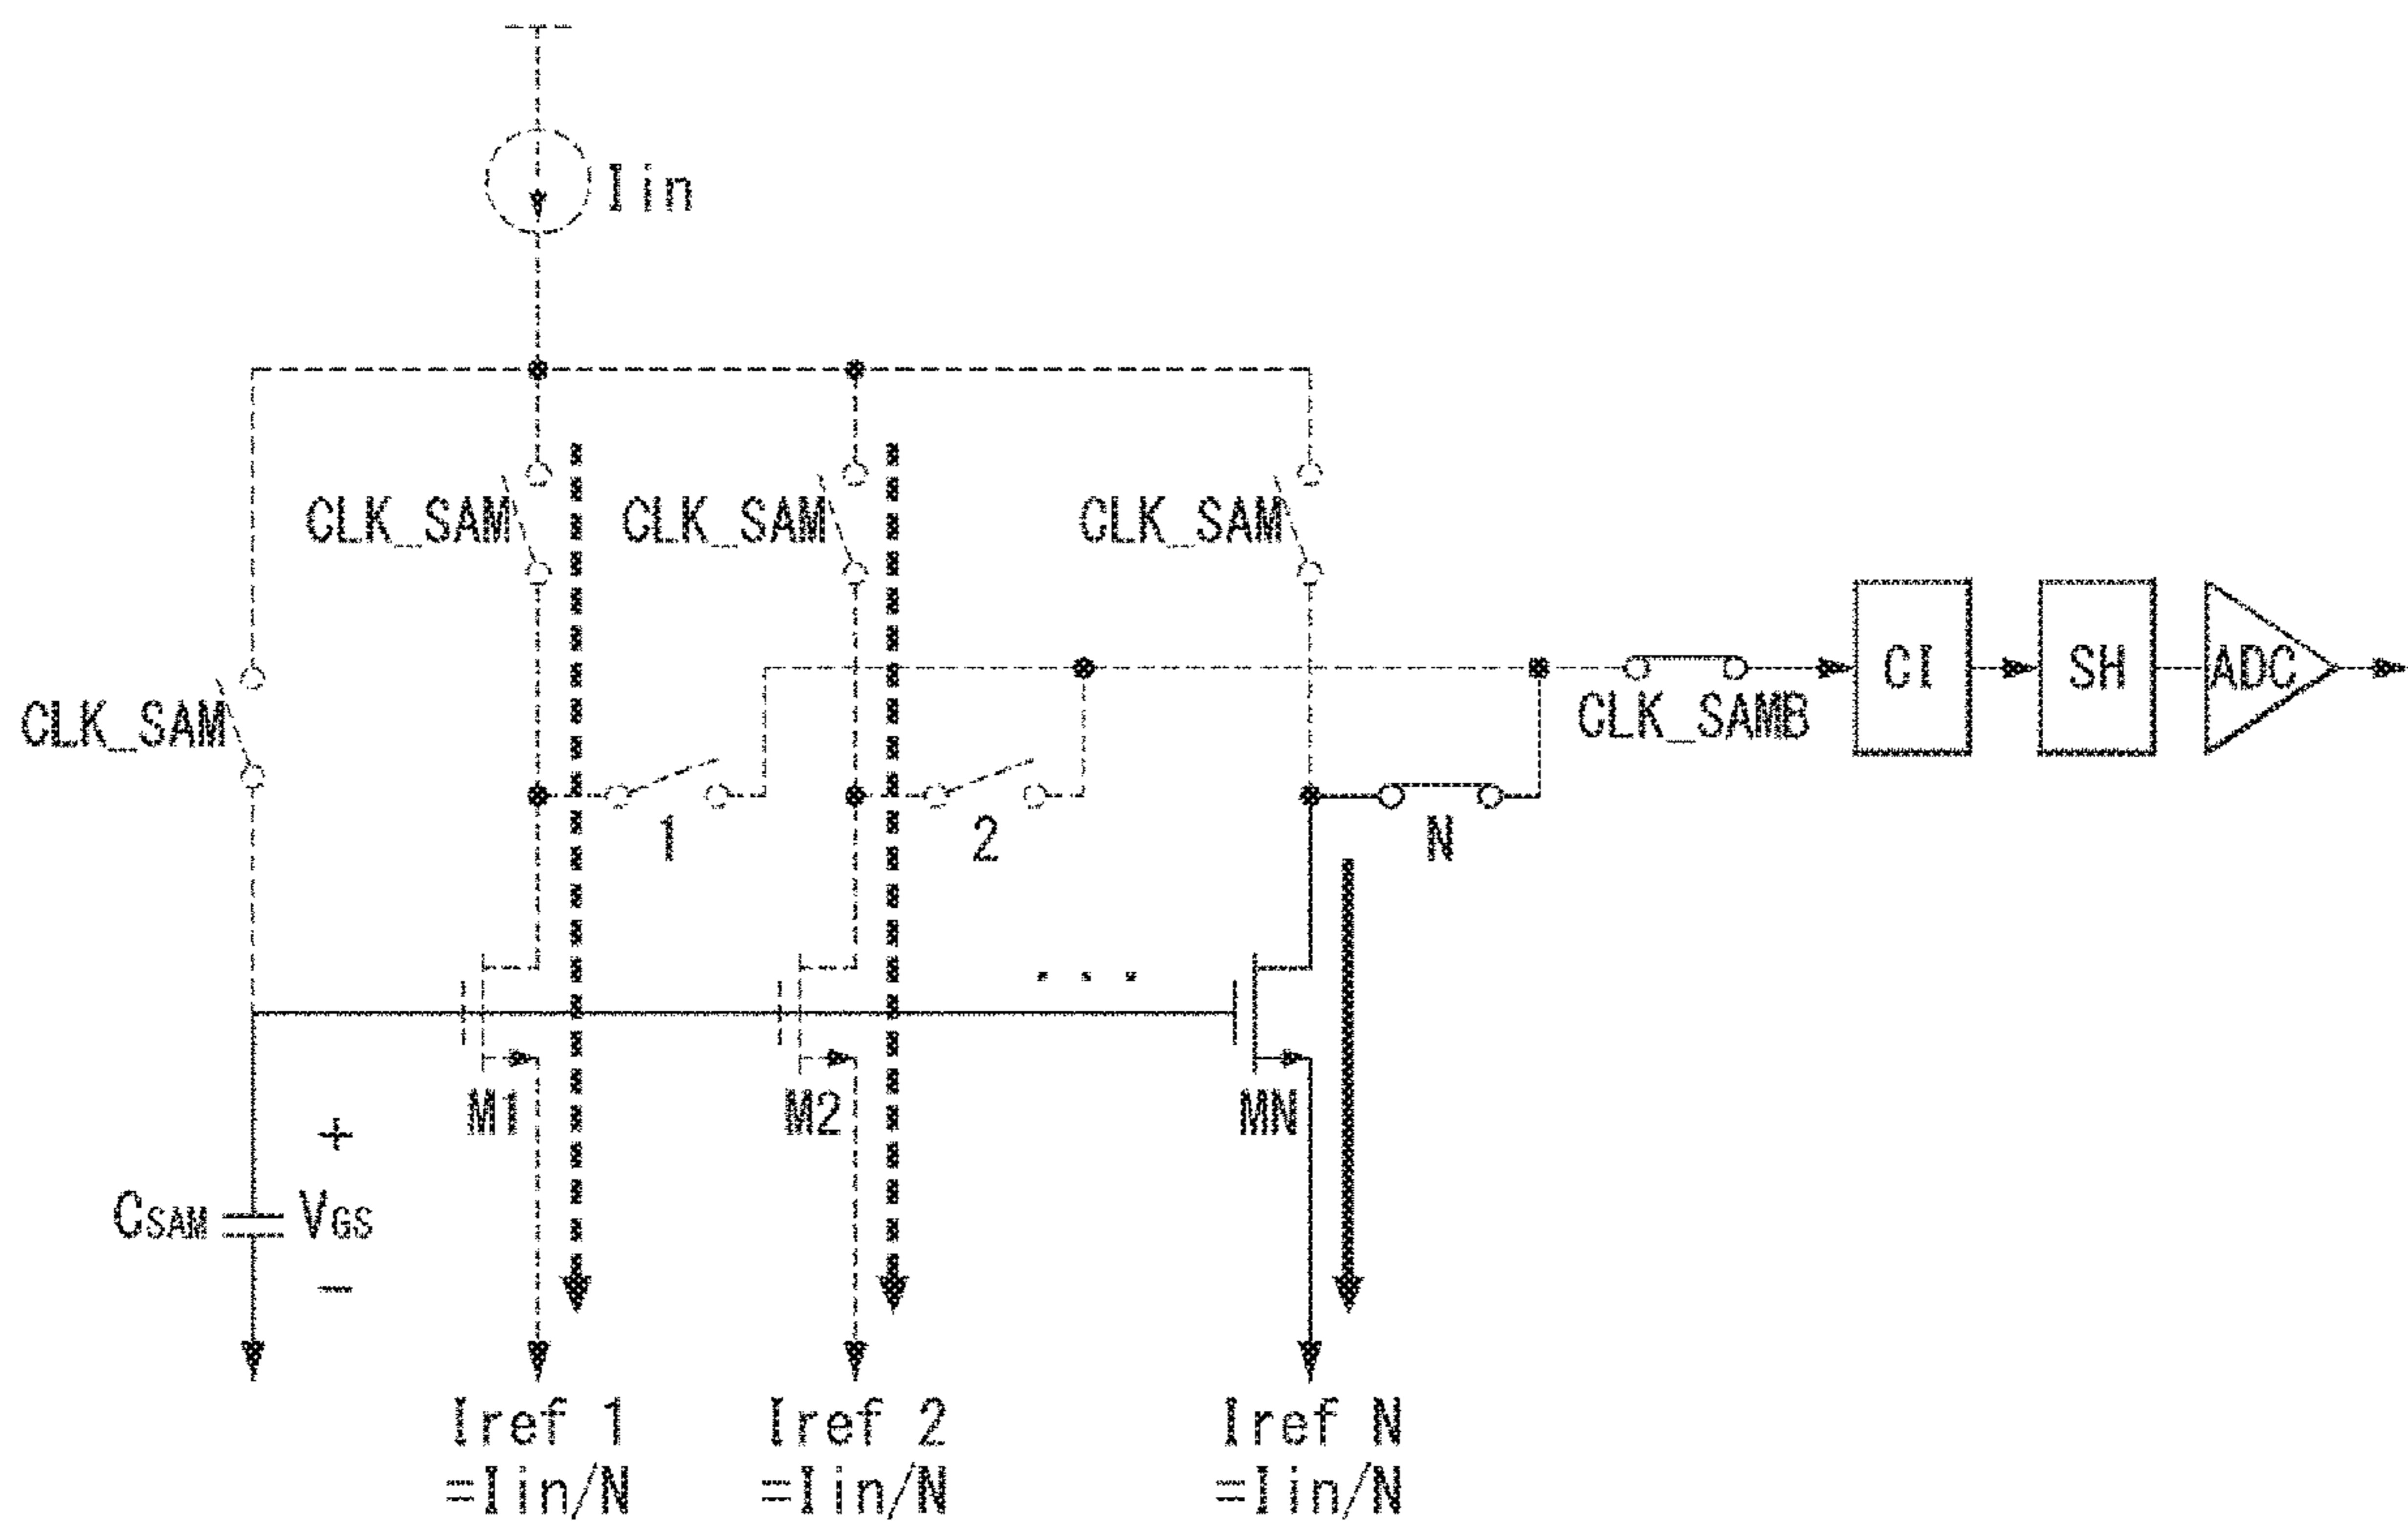 Iin
CLK_SAM
CLK_SAM
CLK_SAM
CLK_SAM
CLK_SAMB
CI
SH
ADC
1
2
N
...
M1
M2
MN
+
CSAM
VGS
−
Iref 1
=Iin/N
Iref 2
=Iin/N
Iref N
=Iin/N